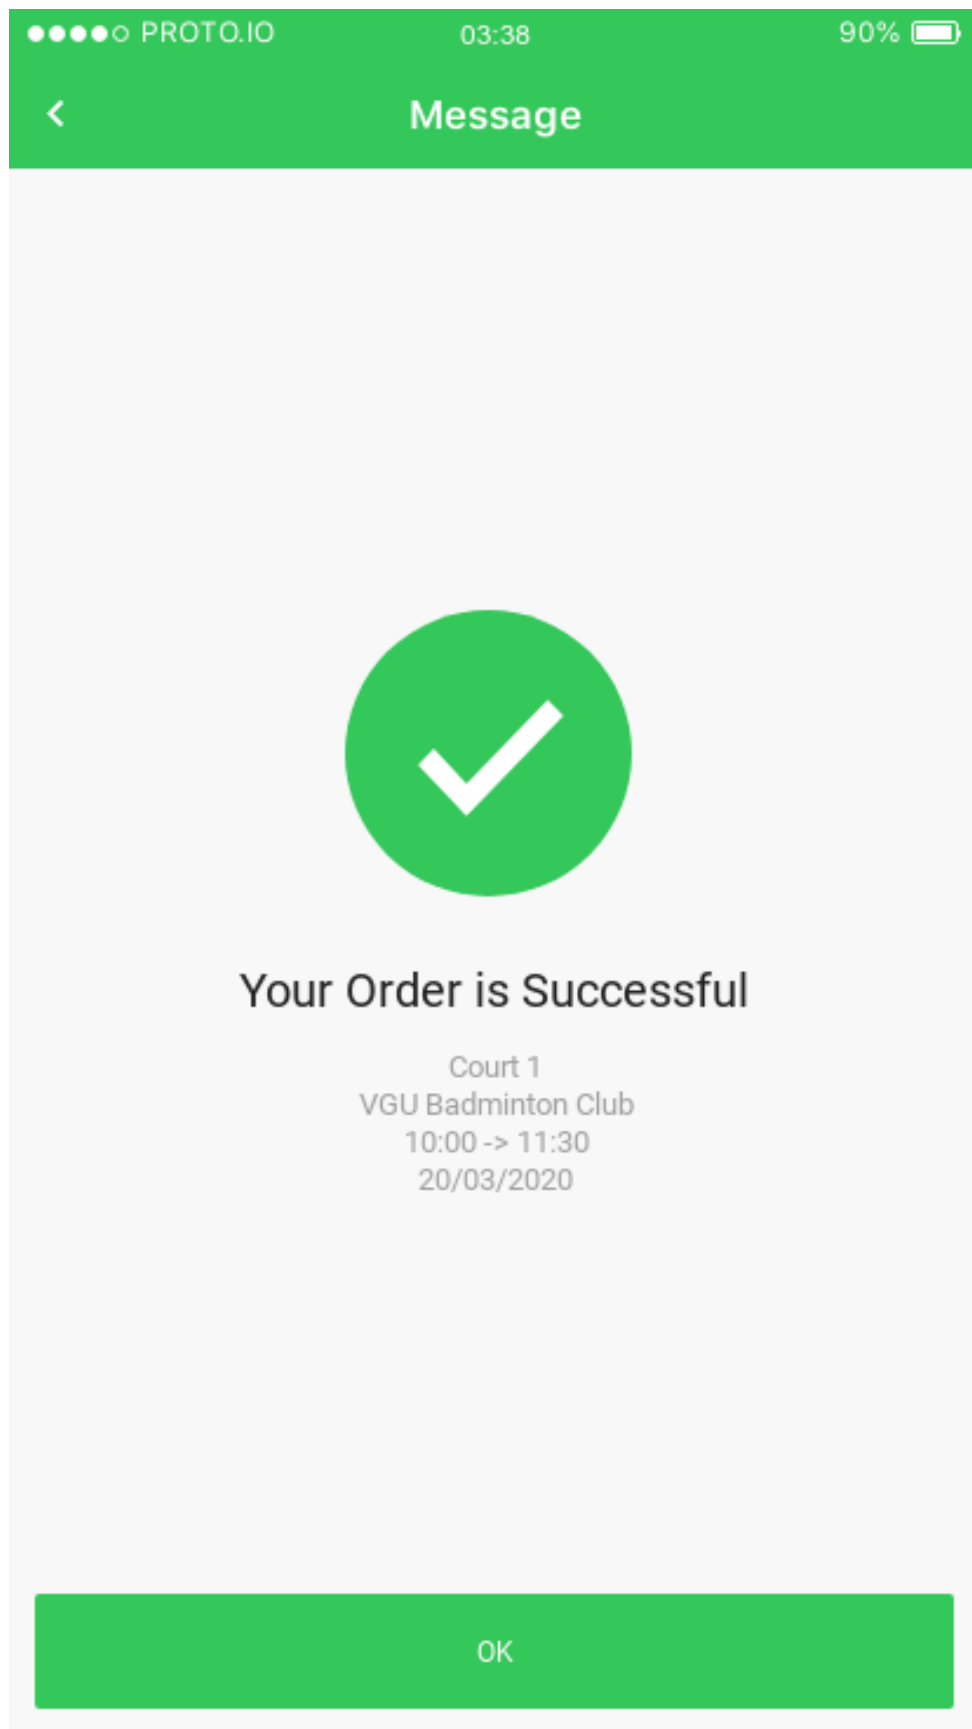 PROTO.IO 03:38 90%
Message
Your Order is Successful
Court 1
VGU Badminton Club
10:00 -> 11:30
20/03/2020
OK